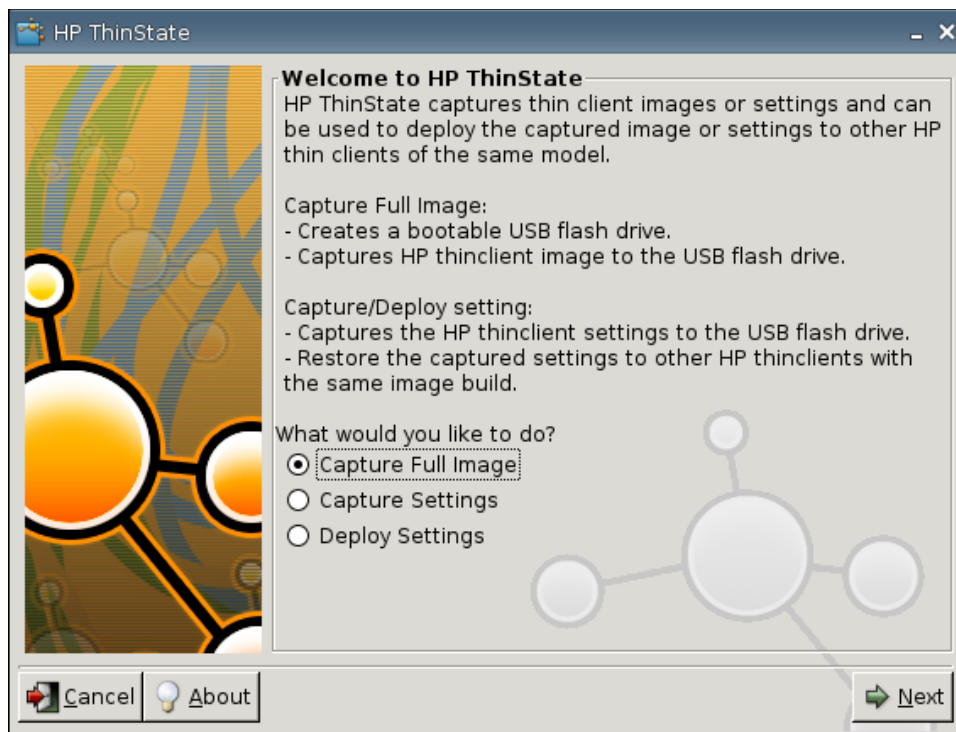 HP ThinState
Welcome to HP ThinState
HP ThinState captures thin client images or settings and can
be used to deploy the captured image or settings to other HP
thin clients of the same model.
Capture Full Image:
- Creates a bootable USB flash drive.
- Captures HP thinclient image to the USB flash drive.
Capture/Deploy setting:
- Captures the HP thinclient settings to the USB flash drive.
- Restore the captured settings to other HP thinclients with
the same image build.
What would you like to do?
Capture Full Image
Capture Settings
Deploy Settings
Cancel About Next